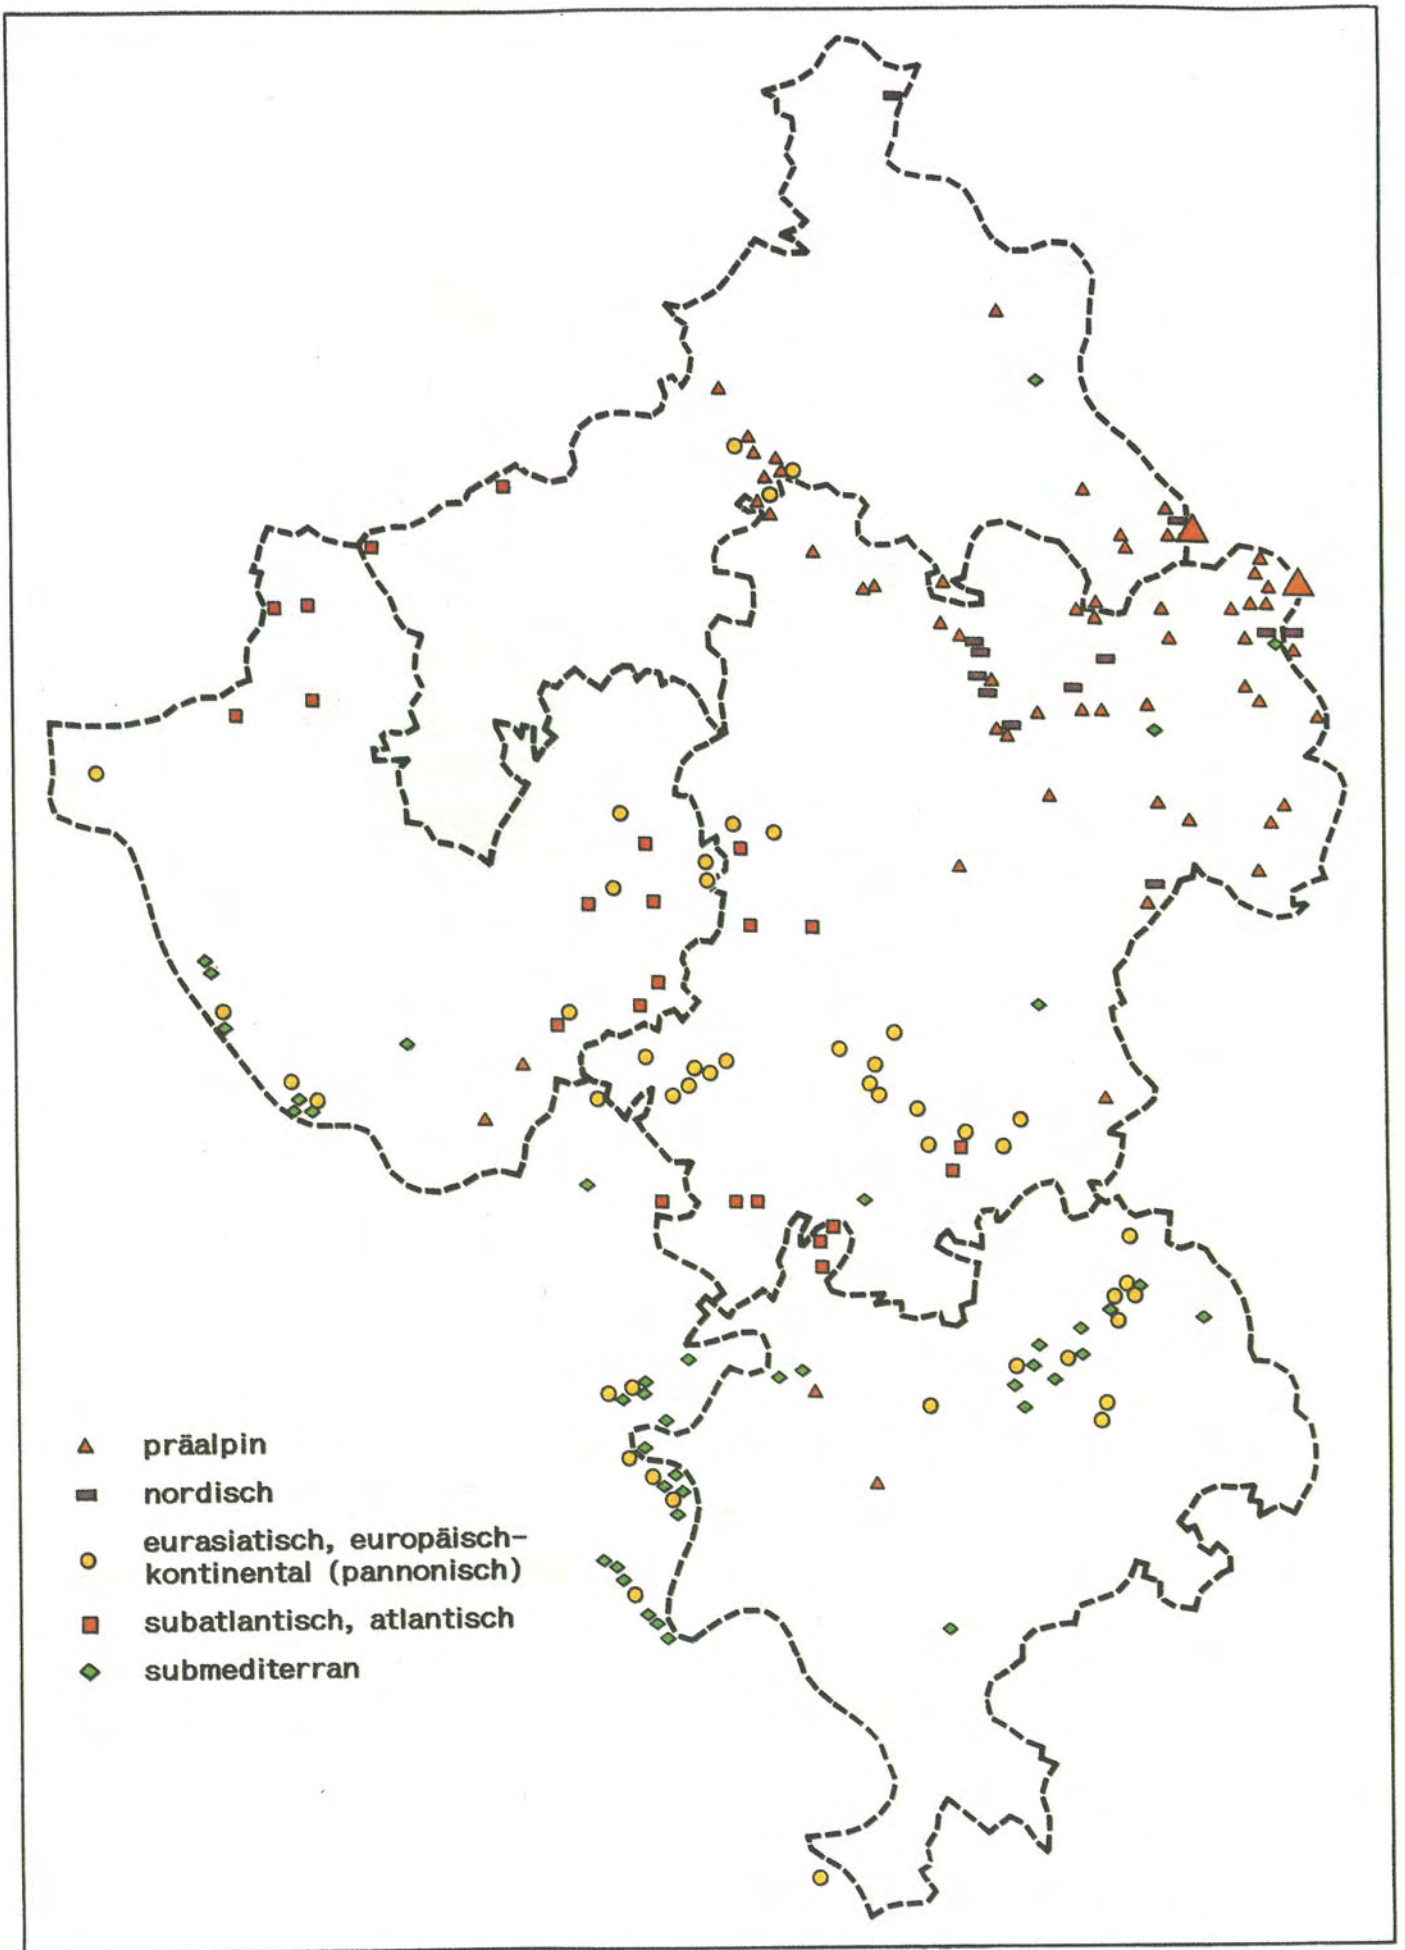 präalpin
nordisch
eurasiatisch, europäisch-
kontinental (pannonisch)
subatlantisch, atlantisch
submediterran